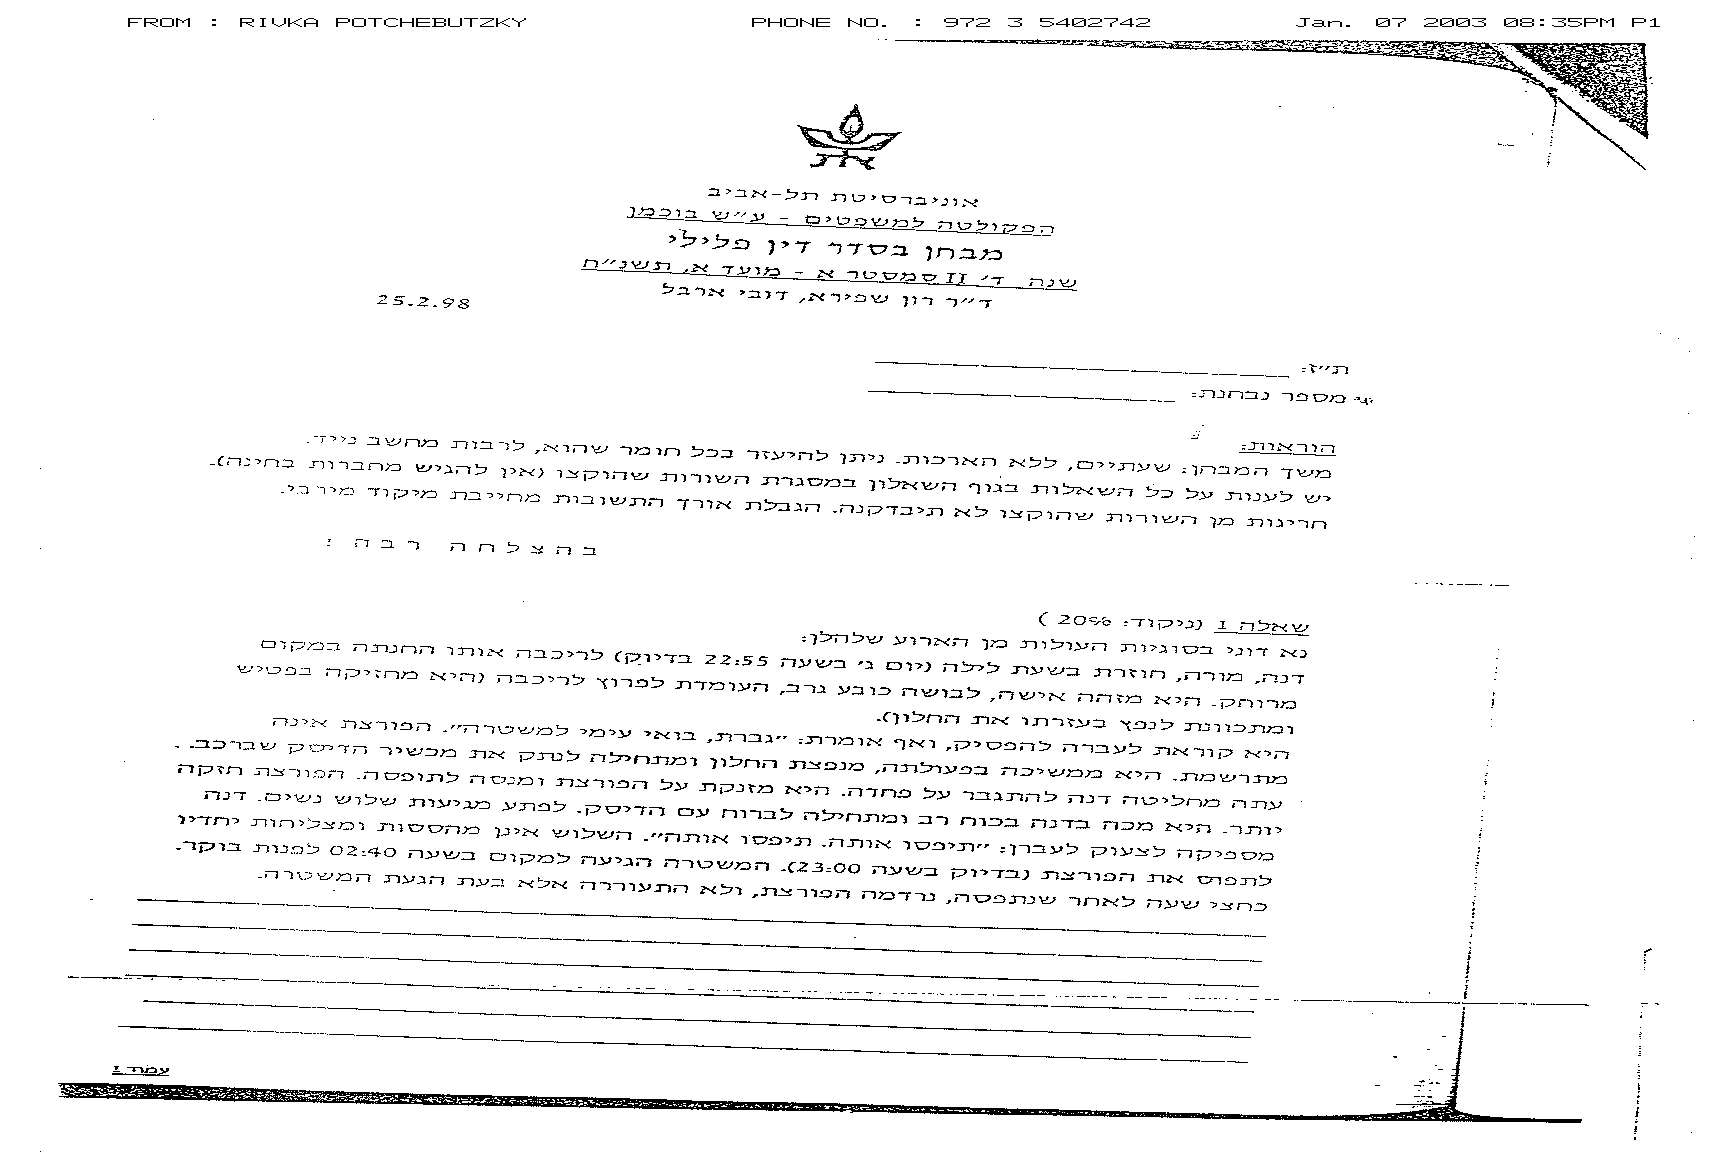 FROM : RIVKA POTCHEBUTZKY PHONE NO. : 972 3 5402742 Jan. 07 2003 08:35PM P1
אוניברסיטת תל-אביב
הפקולטה למשפטים - ע"ש בוכמן
מבחן בסדר דין פלילי
שנה ד' II סמסטר א - מועד א, תשנ"ח
ד"ר רון שפירא, דובי ארבל
25.2.98
ת"ז:
מספר נבחנת:
הוראות:
משך המבחן: שעתיים, ללא הארכות. ניתן להיעזר בכל חומר שהוא, לרבות מחשב נייד.
יש לענות על כל השאלות בגוף השאלון במסגרת השורות שהוקצו (אין להגיש מחברות בחינה).
חריגות מן השורות שהוקצו לא תיבדקנה. הגבלת אורך התשובות מחייבת מיקוד מירבי.
בהצלחה רבה !
שאלה 1 (ניקוד: 20% )
נא דוני בסוגיות העולות מן הארוע שלהלן:
דנה, מורה, חוזרת בשעת לילה (יום ג' בשעה 22:55 בדיוק) לריכבה אותו החנתה במקום
מרוחק. היא מזהה אישה, לבושה כובע גרב, העומדת לפרוץ לריכבה (היא מחזיקה בפטיש
ומתכוונת לנפץ בעזרתו את החלון).
היא קוראת לעברה להפסיק, ואף אומרת: "גברת, בואי עימי למשטרה". הפורצת אינה
מתרשמת. היא ממשיכה בפעולתה, מנפצת החלון ומתחילה לנתק את מכשיר הדיסק שברכב.
עתה מחליטה דנה להתגבר על פחדה. היא מזנקת על הפורצת ומנסה לתופסה. הפורצת חזקה
יותר. היא מכה בדנה בכוח רב ומתחילה לברוח עם הדיסק. לפתע מגיעות שלוש נשים. דנה
מספיקה לצעוק לעברן: "תיפסו אותה. תיפסו אותה". השלוש אינן מהססות ומצליחות יחדיו
לתפוס את הפורצת (בדיוק בשעה 23:00). המשטרה הגיעה למקום בשעה 02:40 לפנות בוקר.
כחצי שעה לאחר שנתפסה, נרדמה הפורצת, ולא התעוררה אלא בעת הגעת המשטרה.
עמוד 1